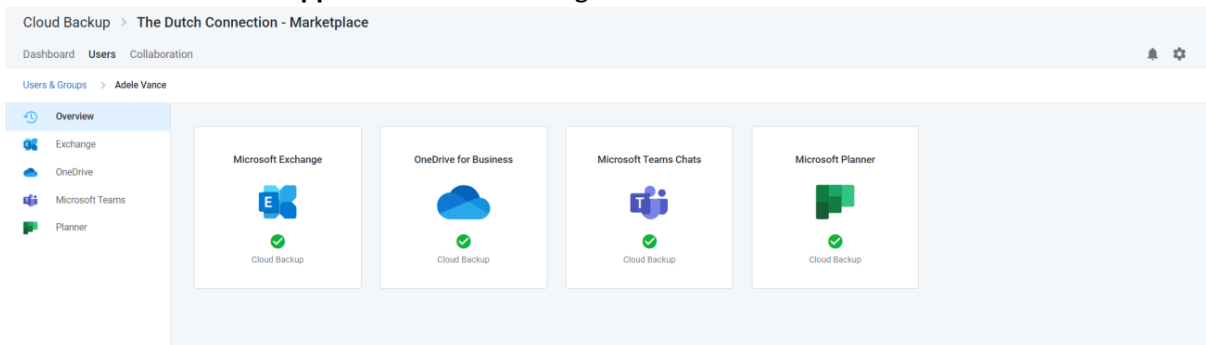 Cloud Backup > The Dutch Connection - Marketplace
Dashboard Users Collaboration
Users & Groups > Adele Vance
Overview
Exchange
OneDrive
Microsoft Teams
Planner
Microsoft Exchange
E
Cloud Backup
OneDrive for Business
Cloud Backup
Microsoft Teams Chats
T
Cloud Backup
Microsoft Planner
Cloud Backup